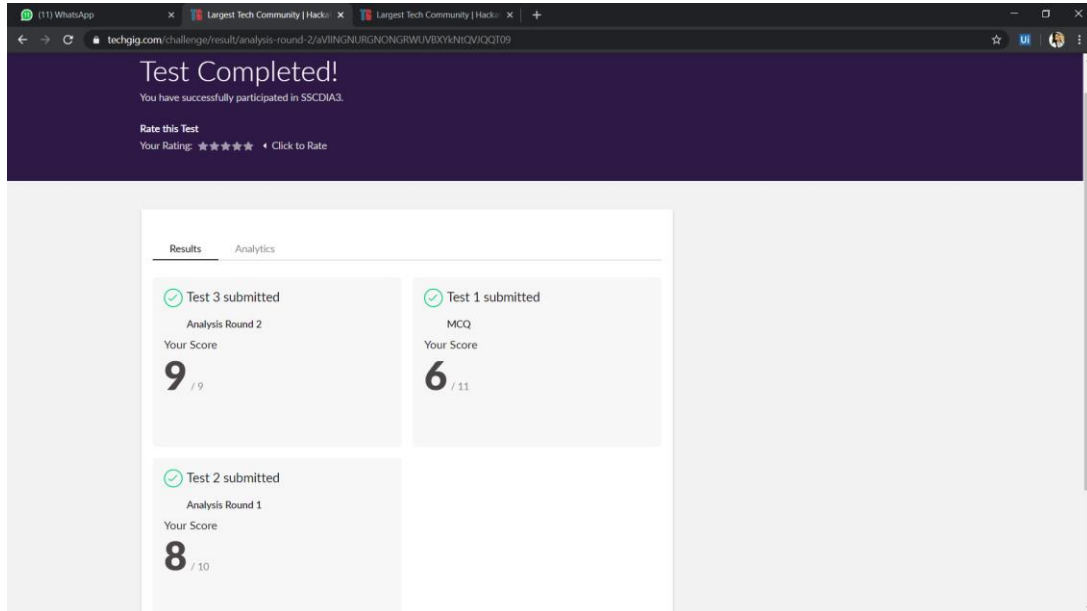 (11) WhatsApp
Largest Tech Community | Hacka
Largest Tech Community | Hacka
techgig.com/challenge/result/analysis-round-2/
Test Completed!
You have successfully participated in SSCDIA3.
Rate this Test
Your Rating: Click to Rate
Results Analytics
Test 3 submitted
Analysis Round 2
Your Score
9 / 9
Test 1 submitted
MCQ
Your Score
6 / 11
Test 2 submitted
Analysis Round 1
Your Score
8 / 10